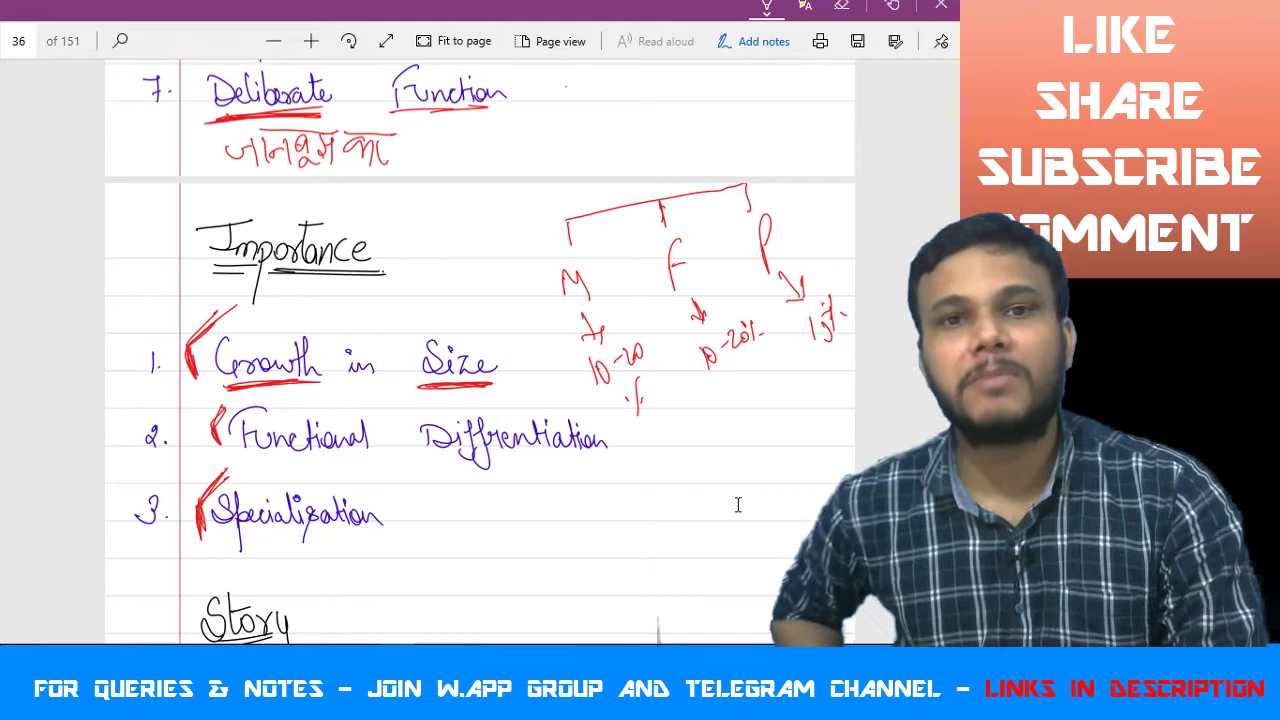 36 of 151 Fit to page Page view Read aloud Add notes
LIKE
SHARE
SUBSCRIBE
COMMENT
7. Deliberate Function
जानबूझ कर
Importance
M F P
10-20 % 10-20% 15%
1. Growth in Size
2. Functional Diffrentiation
3. Specialisation
Story
FOR QUERIES & NOTES - JOIN W.APP GROUP AND TELEGRAM CHANNEL - LINKS IN DESCRIPTION